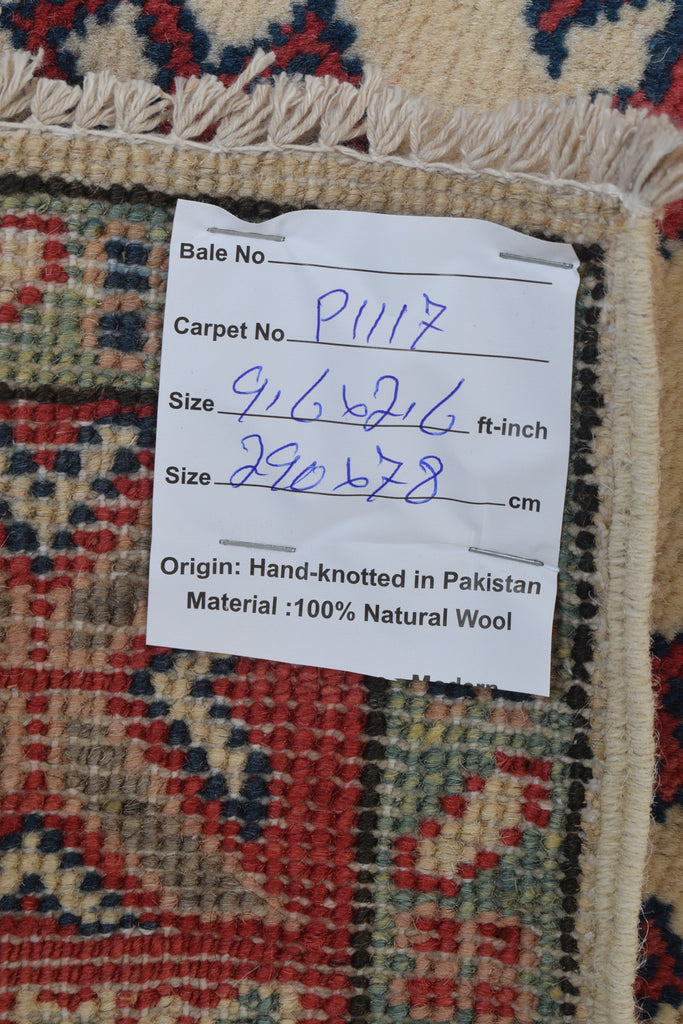 Bale No
Carpet No P1117
Size 9,6x2,6 ft-inch
Size 290x78 cm
Origin: Hand-knotted in Pakistan
Material :100% Natural Wool
Modern